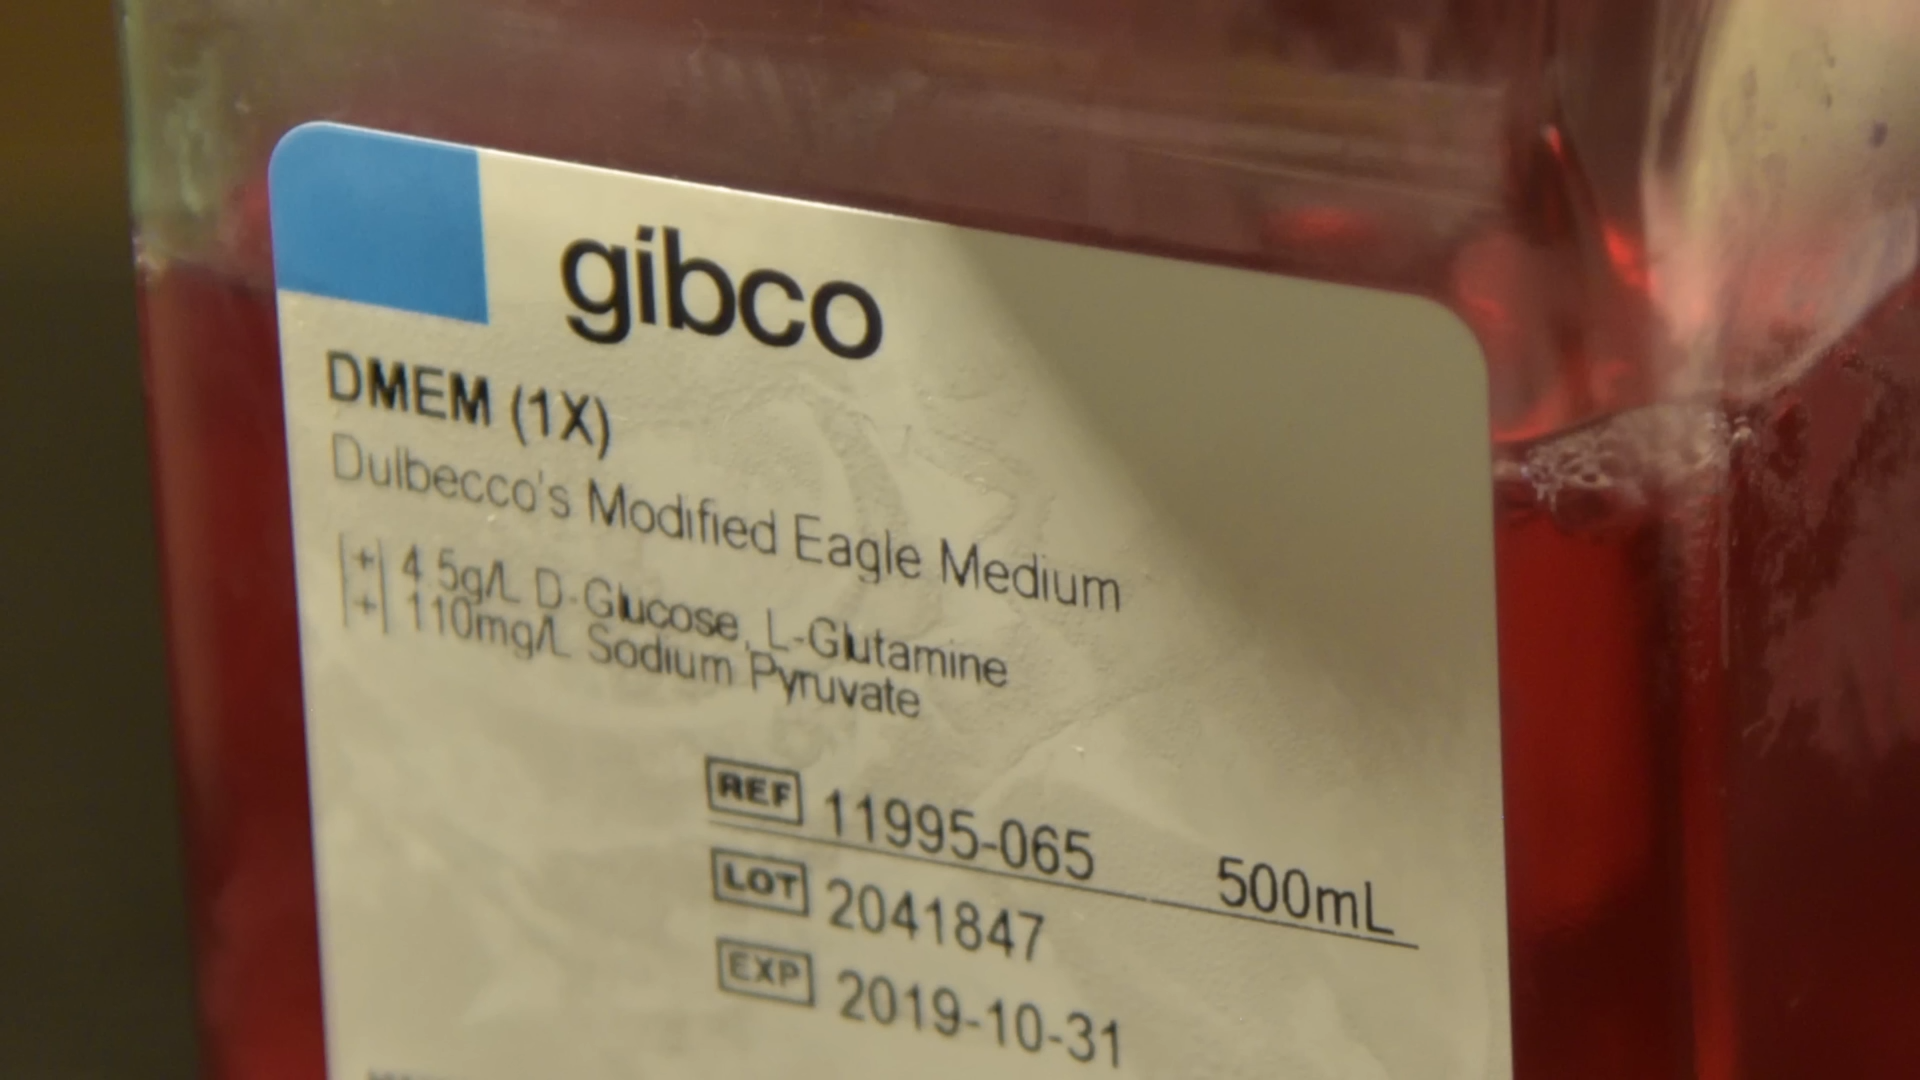 gibco
DMEM (1X)
Dulbecco's Modified Eagle Medium
[+] 4.5g/L D-Glucose, L-Glutamine
[+] 110mg/L Sodium Pyruvate
REF 11995-065 500mL
LOT 2041847
EXP 2019-10-31